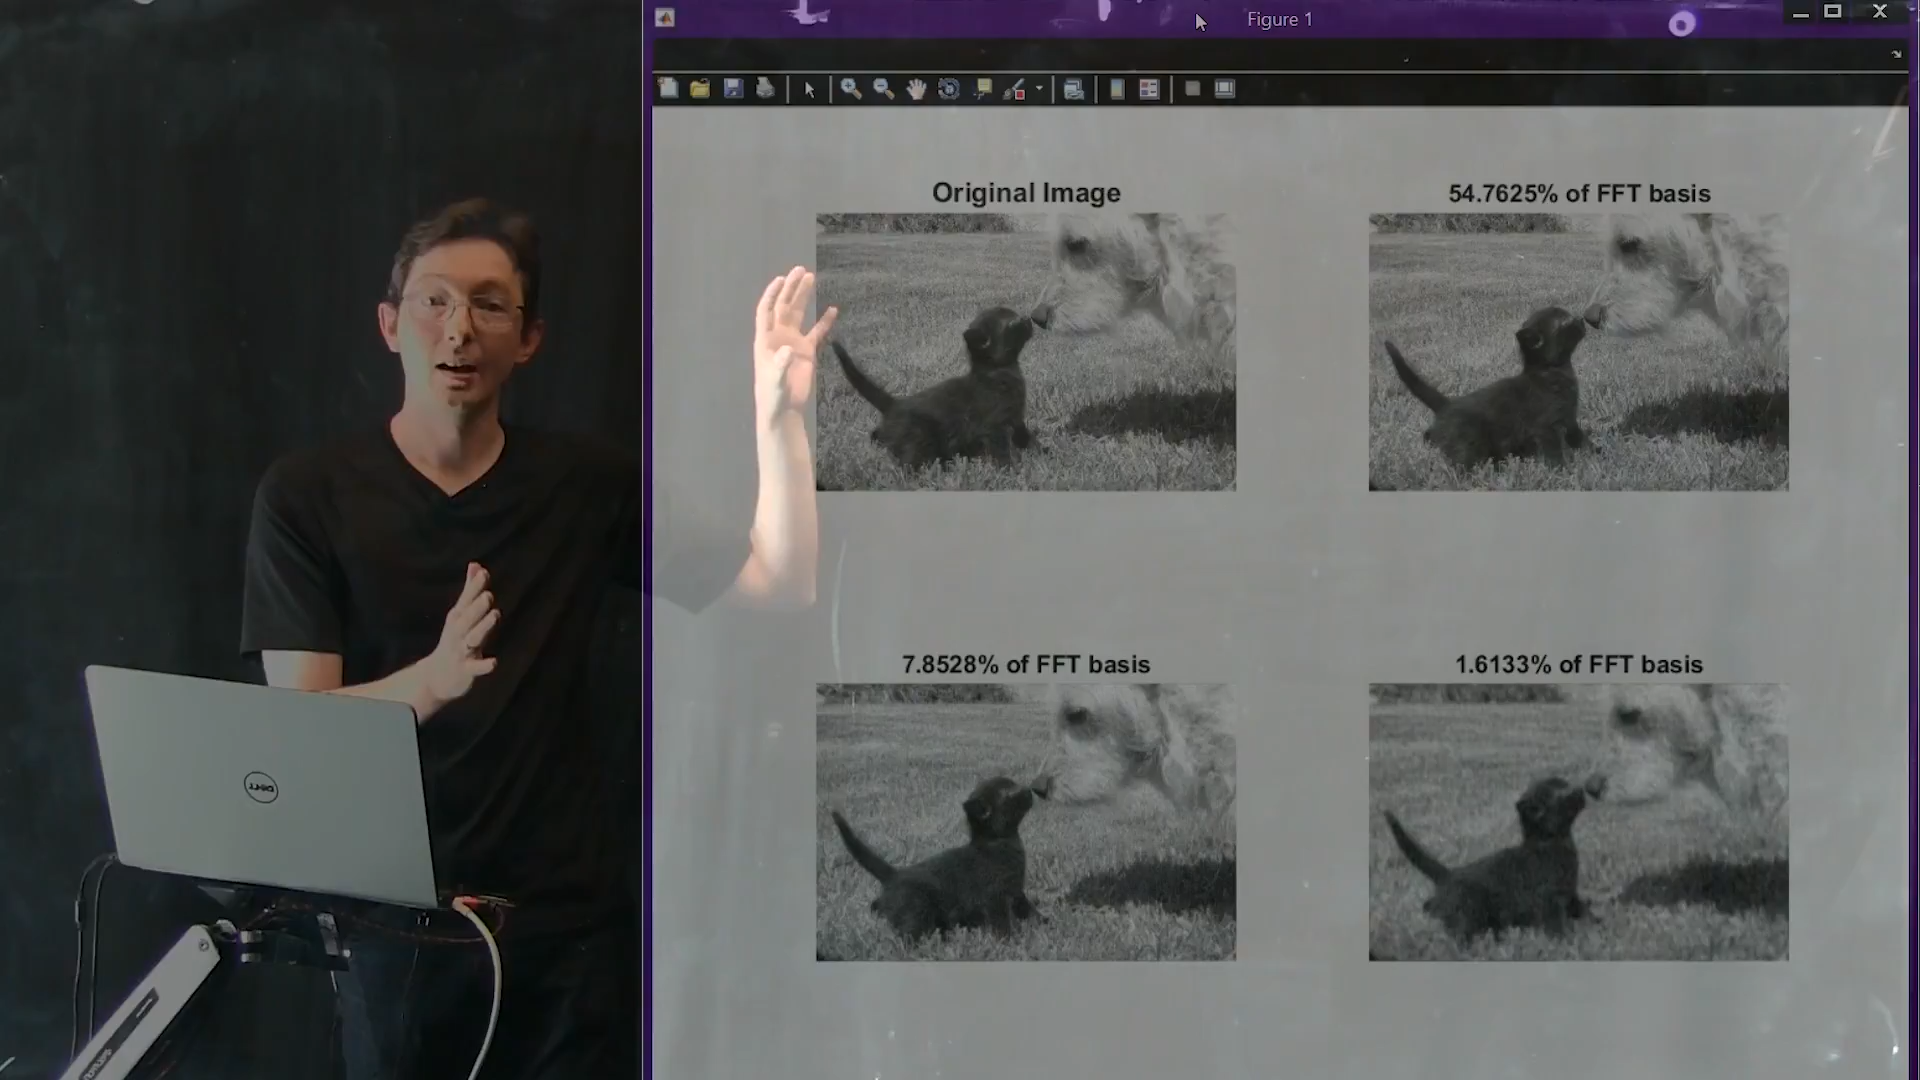 Figure 1
Original Image
54.7625% of FFT basis
7.8528% of FFT basis
1.6133% of FFT basis
DELL